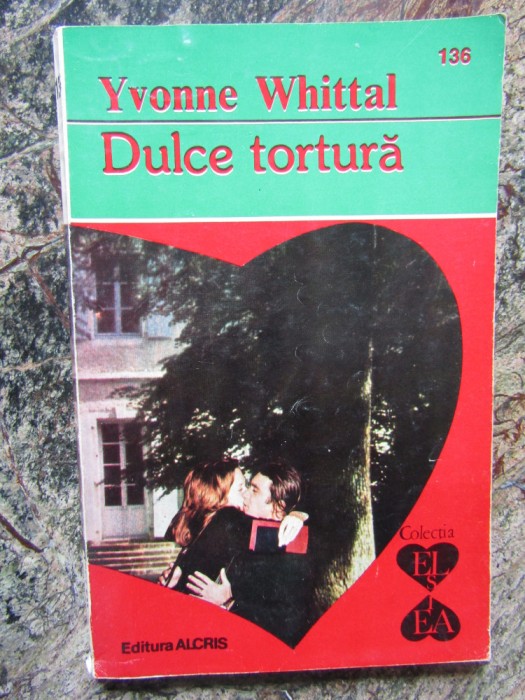 136
Yvonne Whittal
Dulce tortură
Colecția
EL
ȘI
EA
Editura ALCRIS